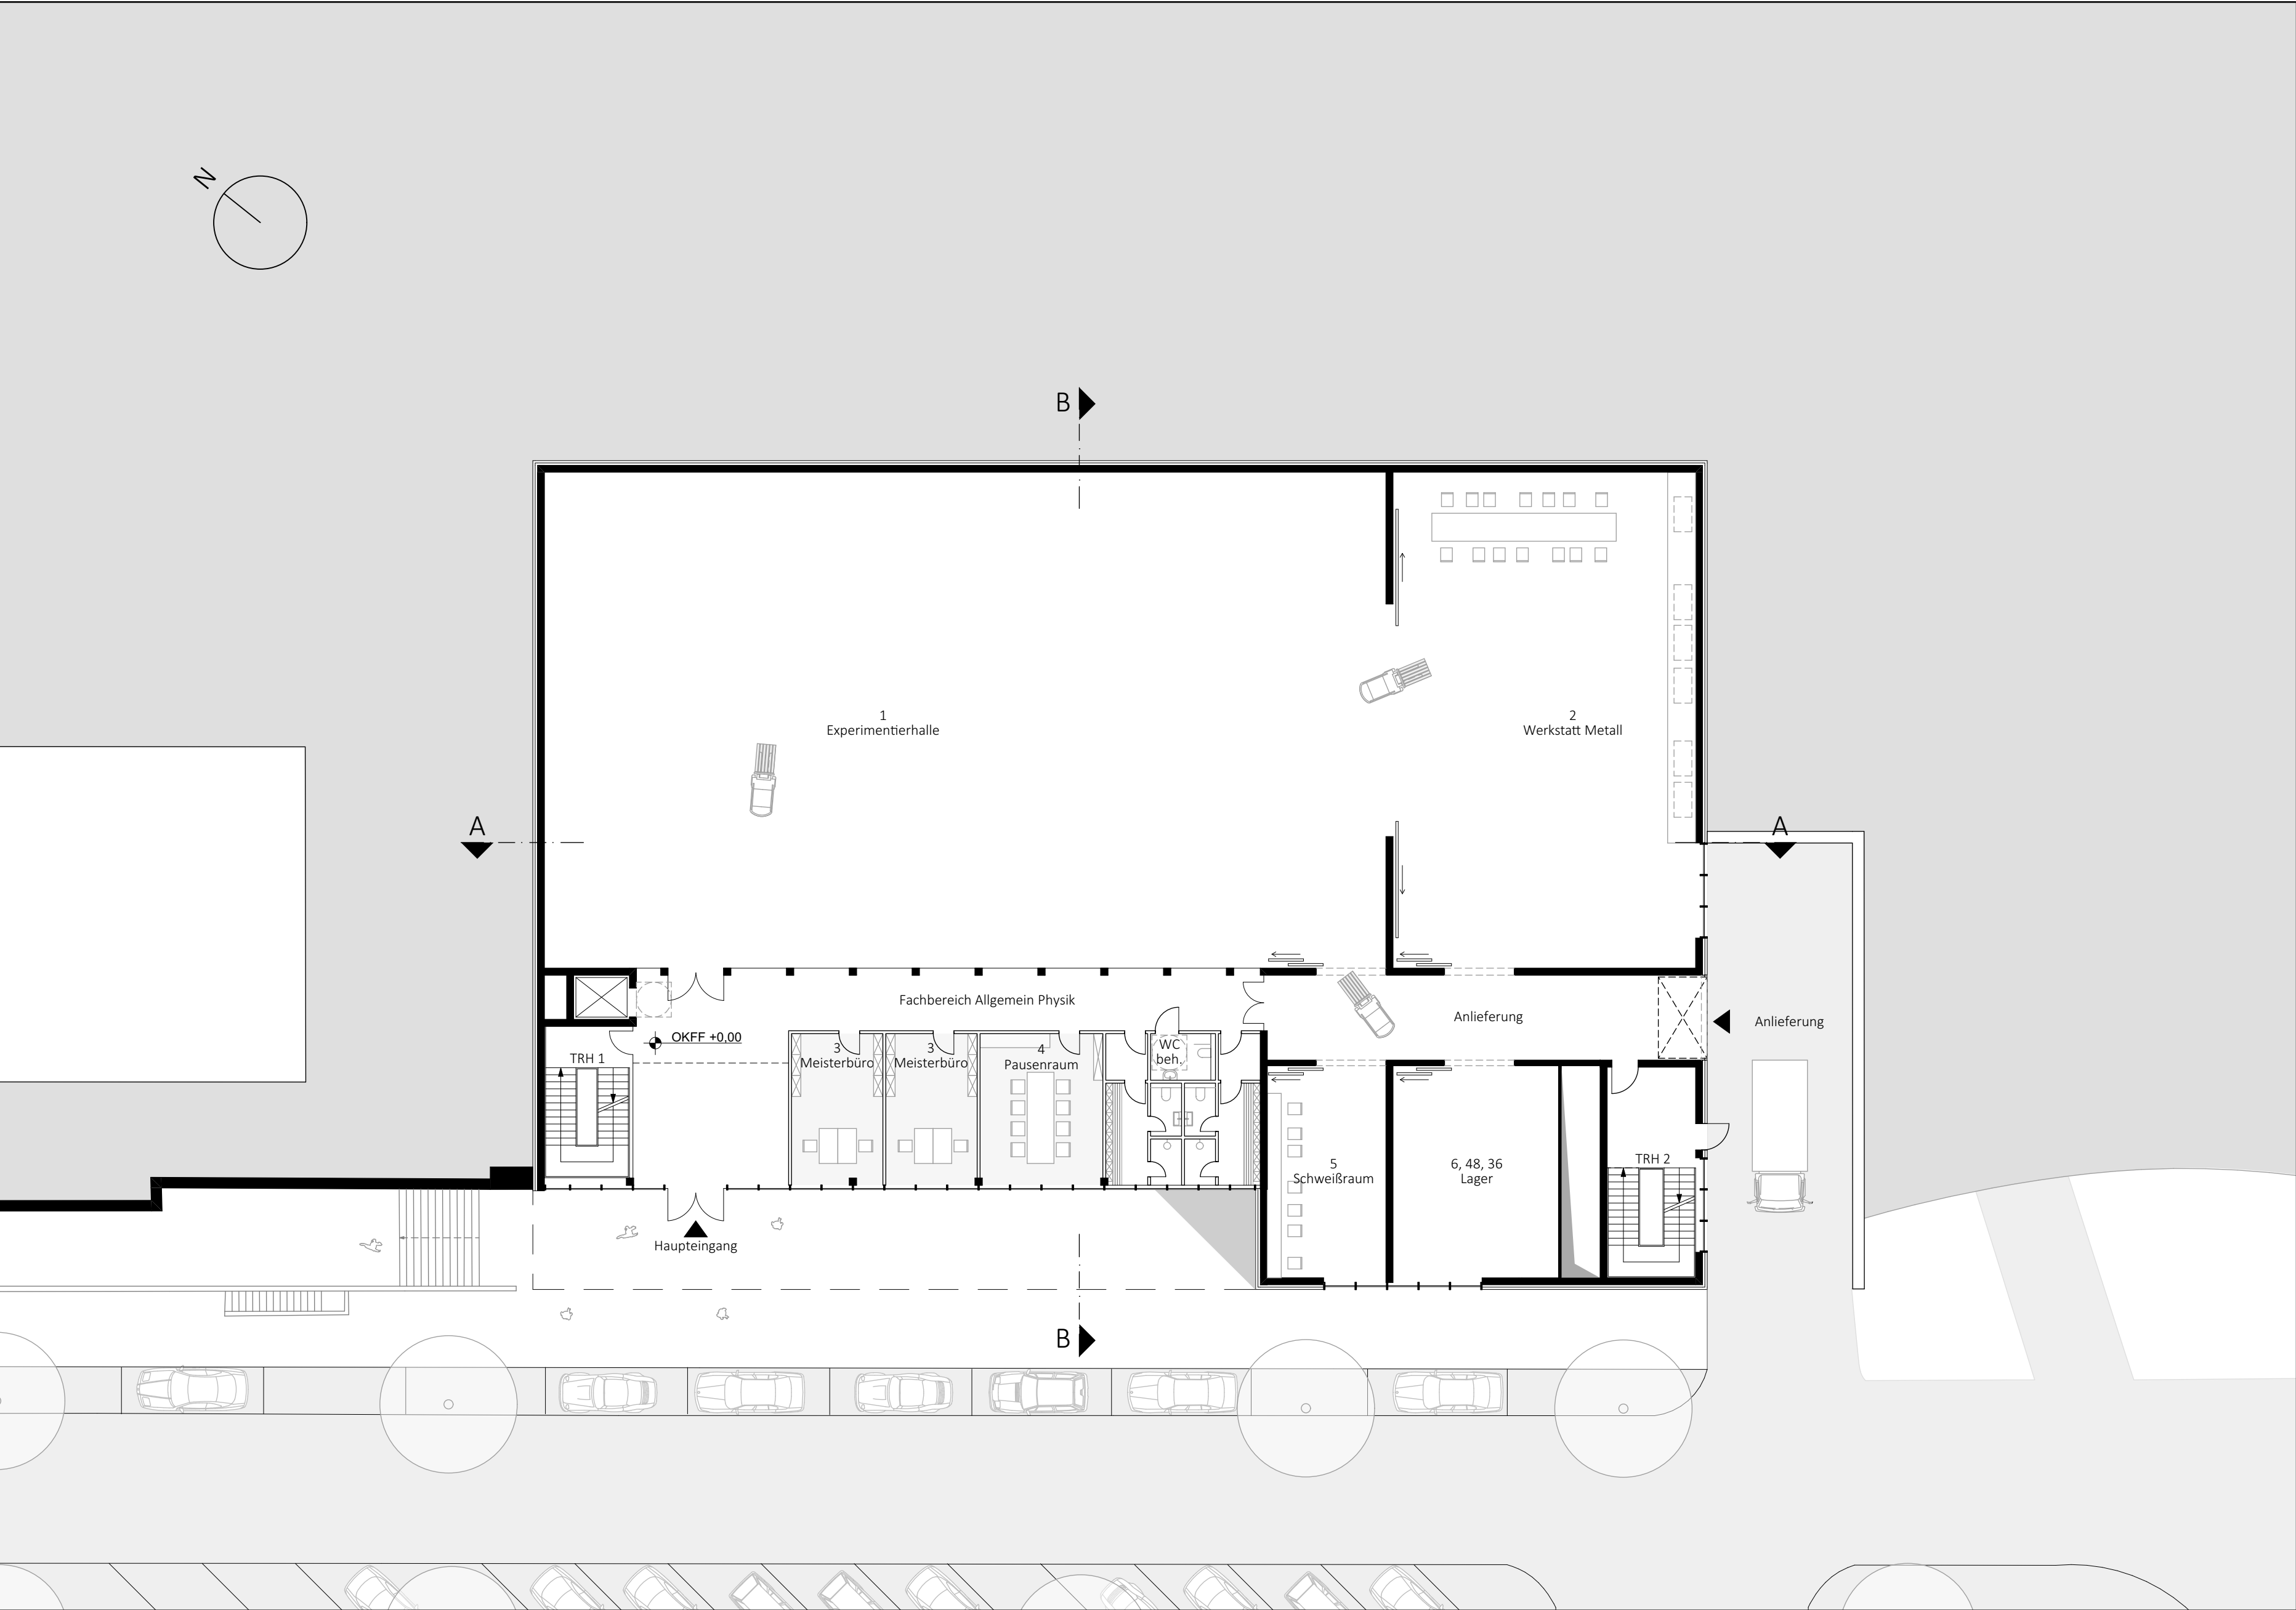 N
B
1
Experimentierhalle
2
Werkstatt Metall
A
A
Fachbereich Allgemein Physik
Anlieferung
Anlieferung
OKFF +0,00
TRH 1
3
Meisterbüro
3
Meisterbüro
4
Pausenraum
WC
beh.
5
Schweißraum
6, 48, 36
Lager
TRH 2
Haupteingang
B